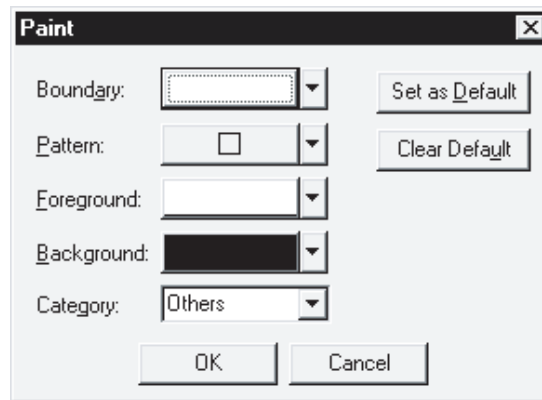 Paint
Boundary:
Set as Default
Pattern:
Clear Default
Foreground:
Background:
Category: Others
OK Cancel